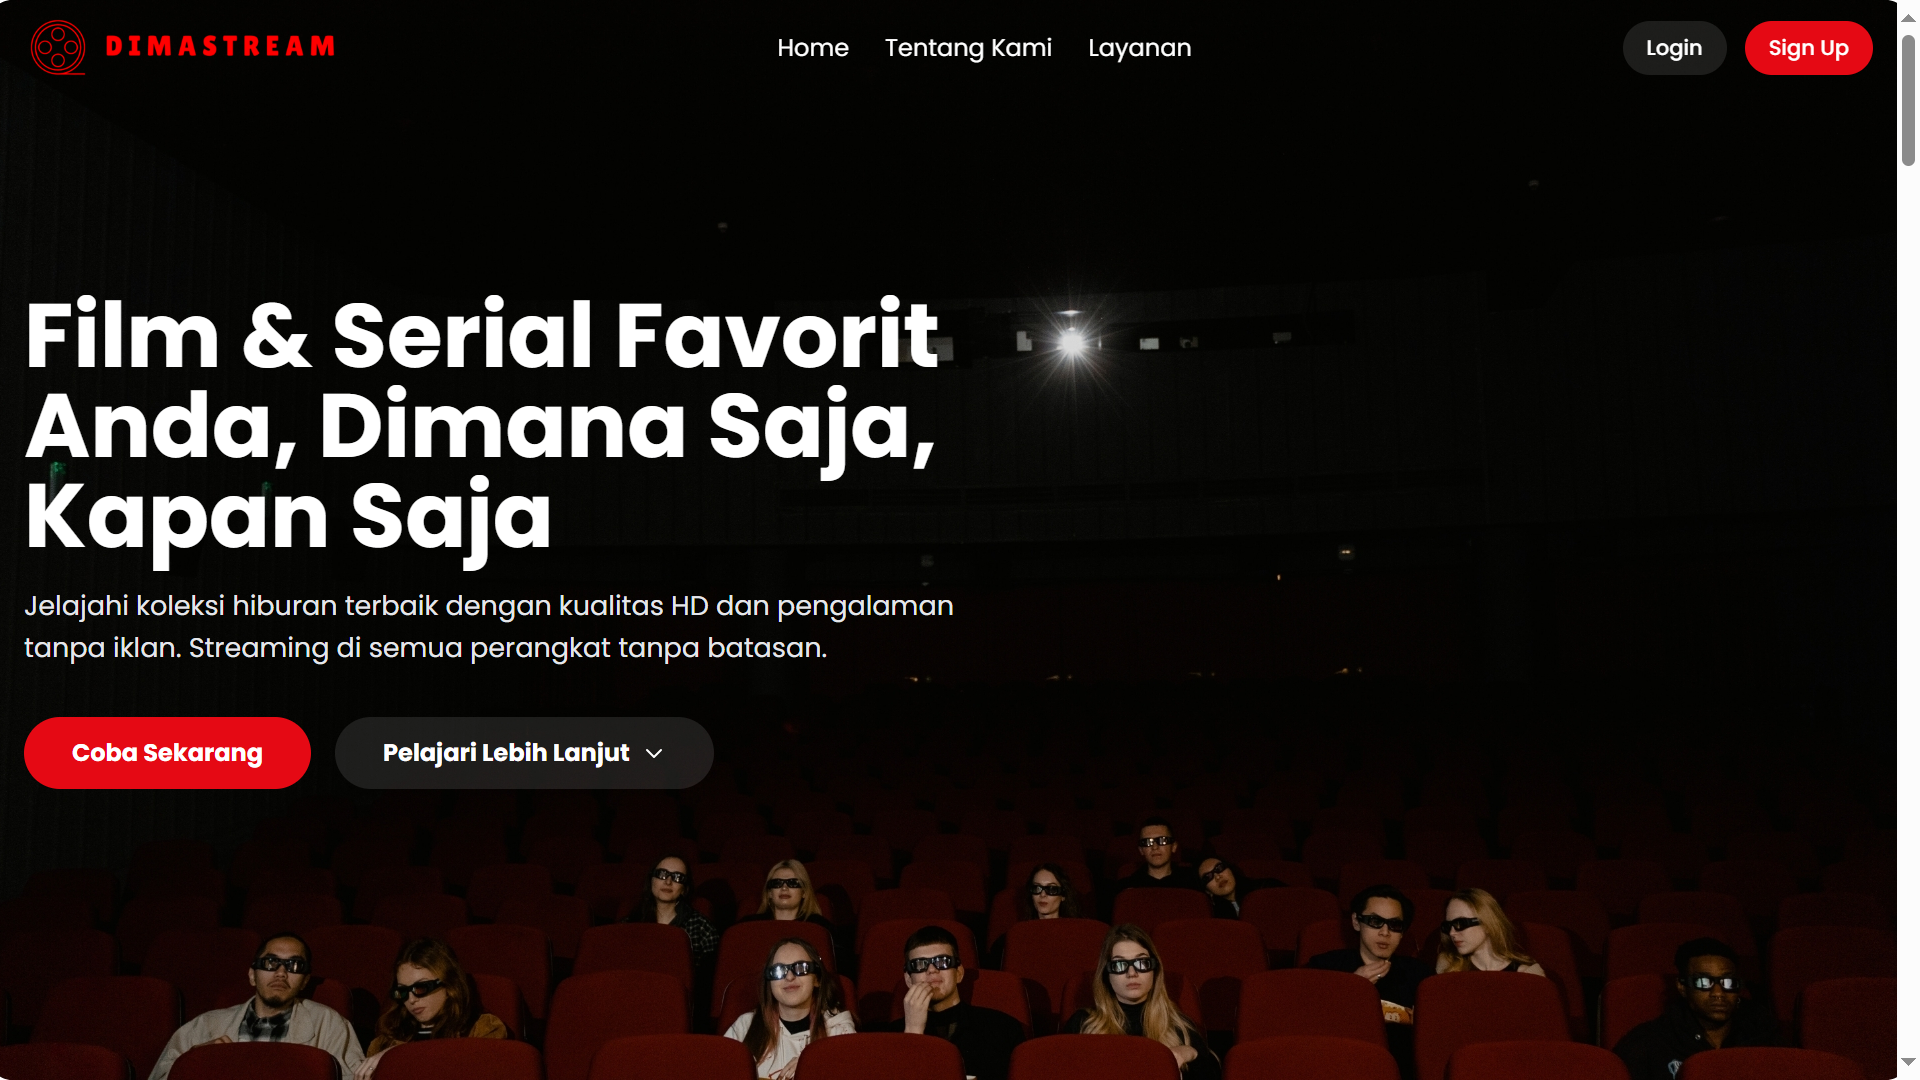 DIMASTREAM
Home
Tentang Kami
Layanan
Login
Sign Up
Film & Serial Favorit
Anda, Dimana Saja,
Kapan Saja
Jelajahi koleksi hiburan terbaik dengan kualitas HD dan pengalaman
tanpa iklan. Streaming di semua perangkat tanpa batasan.
Coba Sekarang
Pelajari Lebih Lanjut